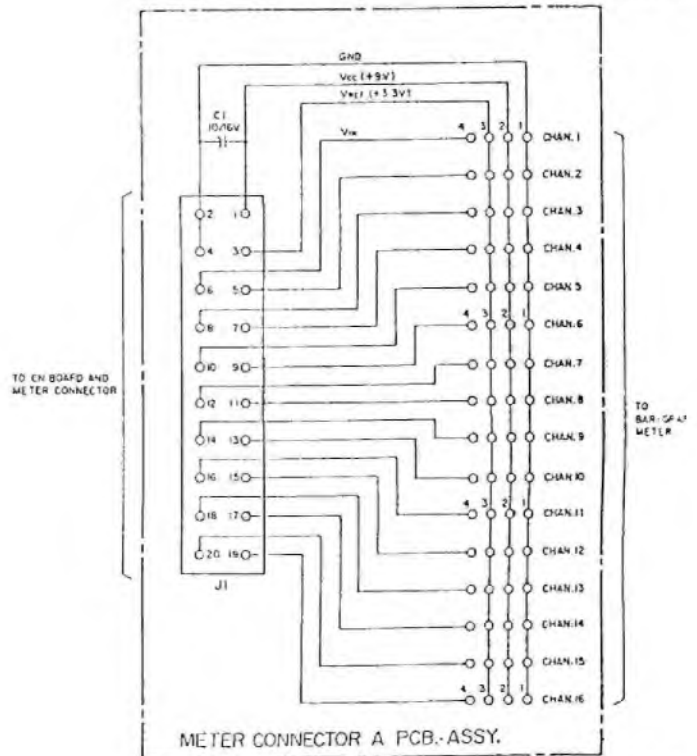 GND
Vcc (+9V)
VREF (+3.3V)
C1
10/16V
VIN
4 3 2 1
CHAN.1
CHAN.2
2 1
CHAN.3
4 3
CHAN.4
6 5
CHAN.5
8 7
4 3 2 1
CHAN.6
10 9
CHAN.7
TO CN BOARD AND
METER CONNECTOR
12 11
CHAN.8
TO
METER
14 13
CHAN.9
16 15
CHAN.10
4 3 2 1
18 17
CHAN.11
20 19
CHAN.12
J1
CHAN.13
CHAN.14
CHAN.15
4 3 2 1
CHAN.16
METER CONNECTOR A PCB.-ASSY.